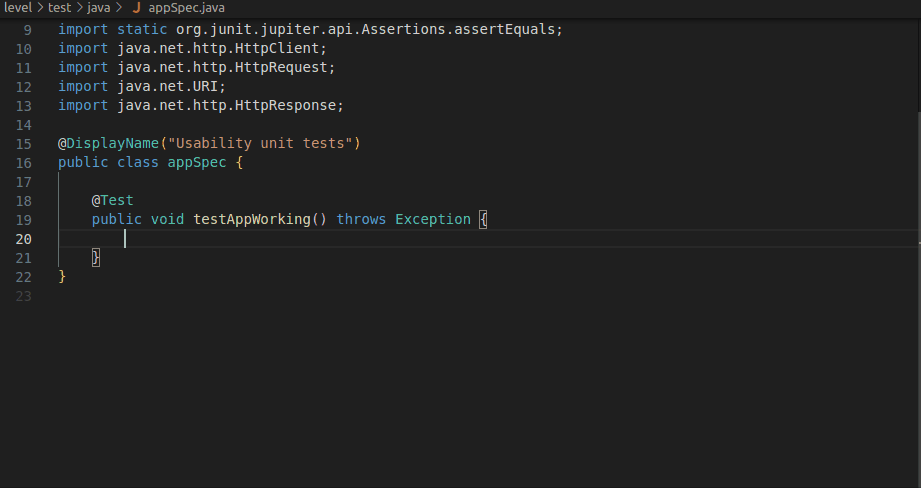 level > test > java > J appSpec.java
9 import static org.junit.jupiter.api.Assertions.assertEquals;
10 import java.net.http.HttpClient;
11 import java.net.http.HttpRequest;
12 import java.net.URI;
13 import java.net.http.HttpResponse;
14
15 @DisplayName("Usability unit tests")
16 public class appSpec {
17
18 @Test
19 public void testAppWorking() throws Exception {
20
21 }
22 }
23